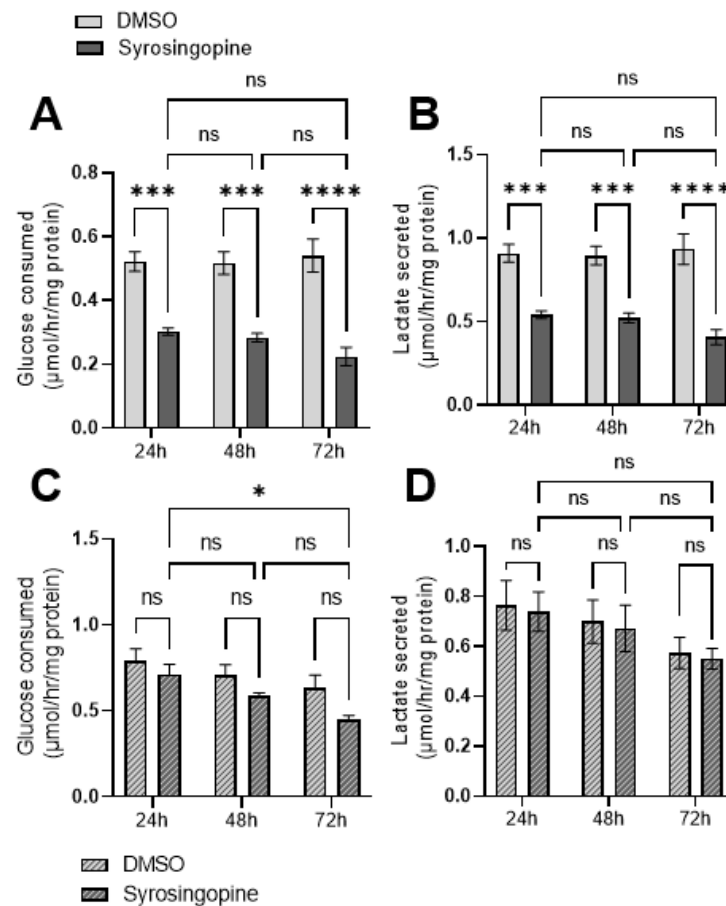 DMSO
Syrosingopine
A
ns
ns
ns
***
***
****
Glucose consumed
(µmol/hr/mg protein)
0.8
0.6
0.4
0.2
0.0
24h
48h
72h
B
ns
ns
ns
***
***
****
Lactate secreted
(µmol/hr/mg protein)
1.5
1.0
0.5
0.0
24h
48h
72h
C
*
ns
ns
ns
ns
ns
Glucose consumed
(µmol/hr/mg protein)
1.5
1.0
0.5
0.0
24h
48h
72h
D
ns
ns
ns
ns
ns
ns
Lactate secreted
(µmol/hr/mg protein)
1.0
0.8
0.6
0.4
0.2
0.0
24h
48h
72h
DMSO
Syrosingopine